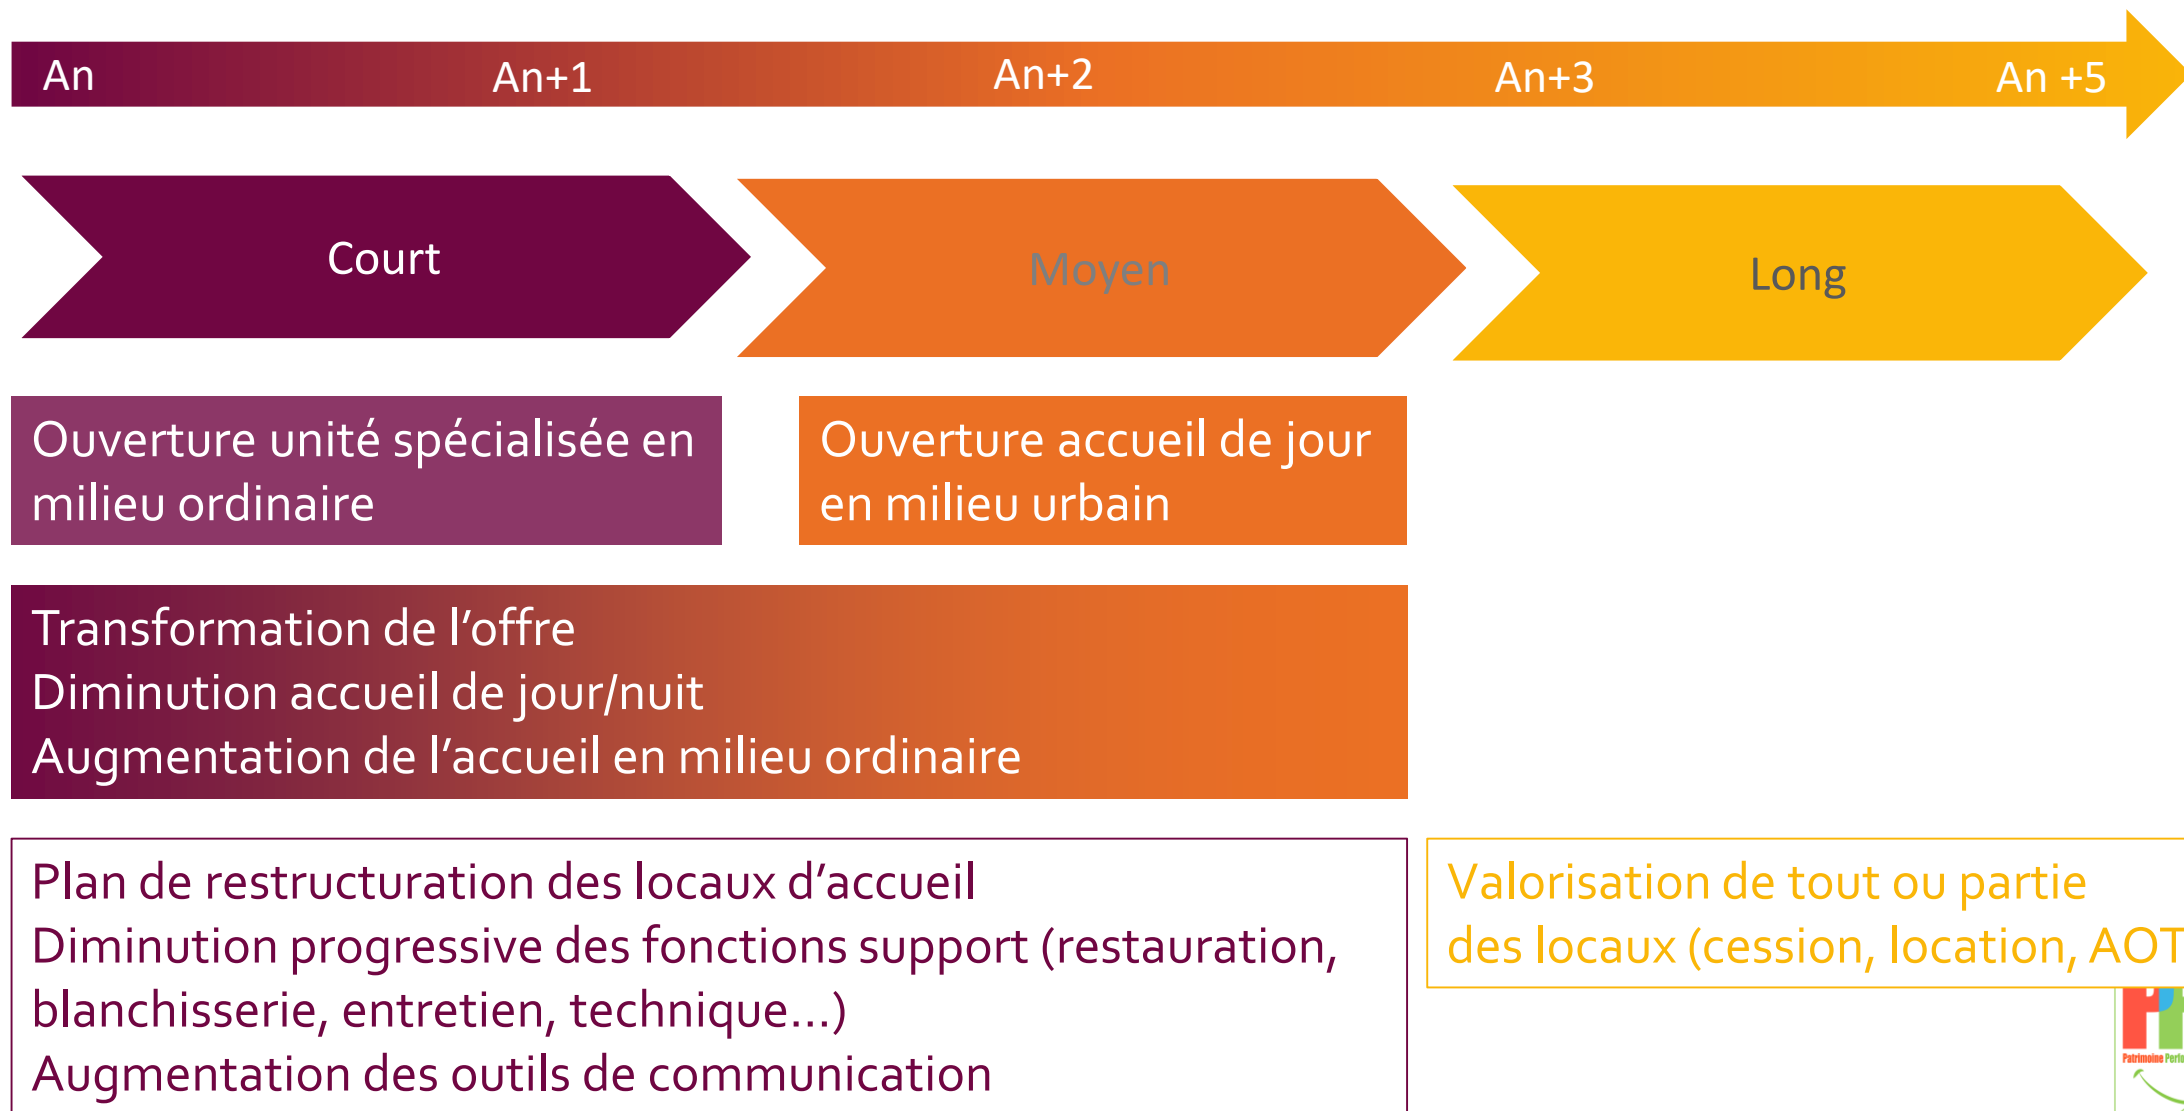 An An+1 An+2 An+3 An +5
Court Moyen Long
Ouverture unité spécialisée en
milieu ordinaire
Ouverture accueil de jour
en milieu urbain
Transformation de l’offre
Diminution accueil de jour/nuit
Augmentation de l’accueil en milieu ordinaire
Plan de restructuration des locaux d’accueil
Diminution progressive des fonctions support (restauration,
blanchisserie, entretien, technique...)
Augmentation des outils de communication
Valorisation de tout ou partie
des locaux (cession, location, AOT
Patrimoine